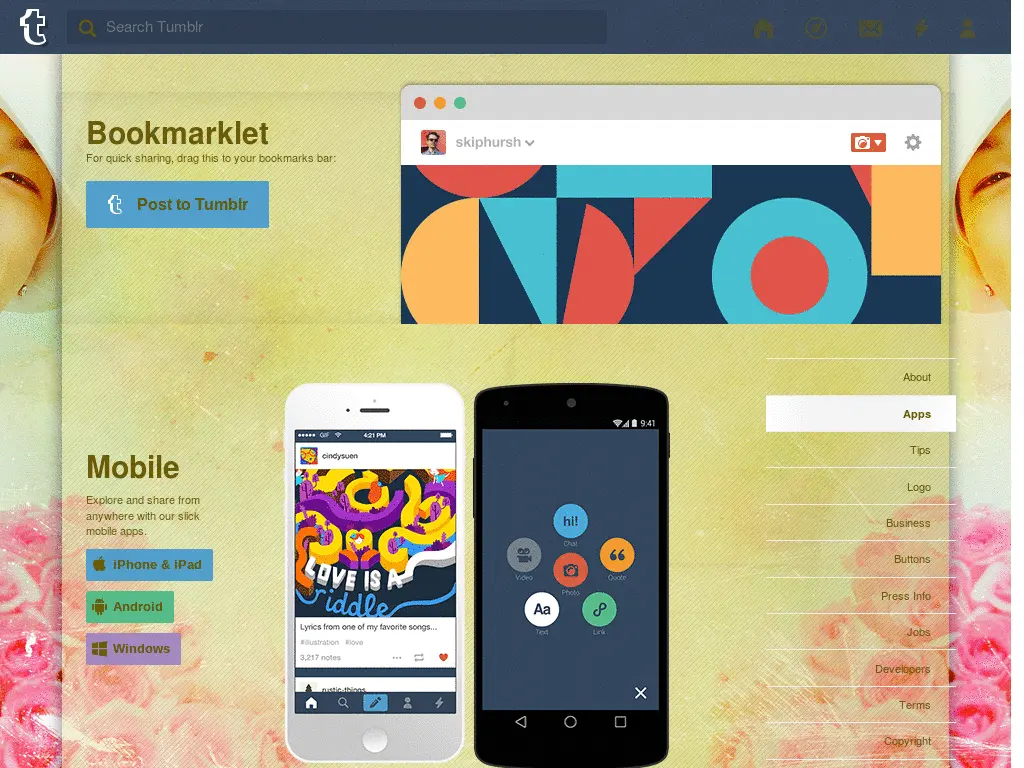 t Search Tumblr
Bookmarklet
For quick sharing, drag this to your bookmarks bar:
t Post to Tumblr
skiphursh
Mobile
Explore and share from
anywhere with our slick
mobile apps.
iPhone & iPad
Android
Windows
GIF 4:21 PM
cindysuen
LOVE IS A
riddle
Lyrics from one of my favorite songs...
#illustration #love
3,217 notes
rustic-things
9:41
hi!
Chat
Video
Quote
Photo
Aa
Text
Link
About
Apps
Tips
Logo
Business
Buttons
Press Info
Jobs
Developers
Terms
Copyright